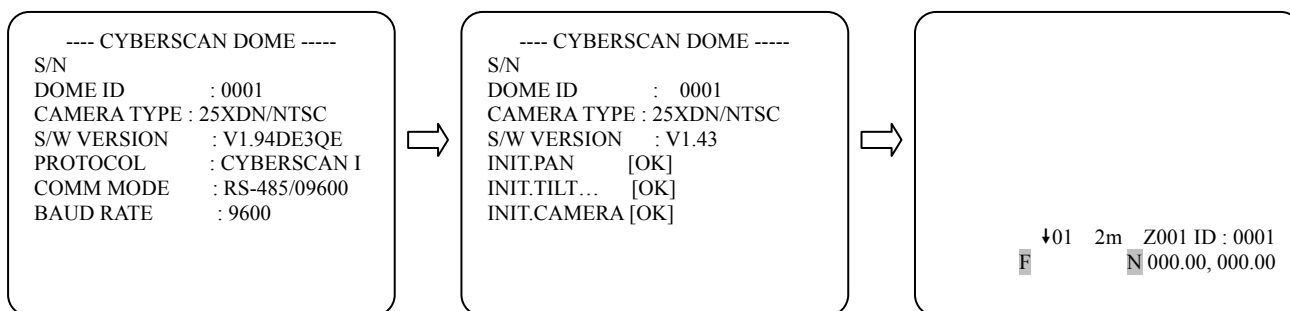 ---- CYBERSCAN DOME -----
S/N
DOME ID : 0001
CAMERA TYPE : 25XDN/NTSC
S/W VERSION : V1.94DE3QE
PROTOCOL : CYBERSCAN I
COMM MODE : RS-485/09600
BAUD RATE : 9600
---- CYBERSCAN DOME -----
S/N
DOME ID : 0001
CAMERA TYPE : 25XDN/NTSC
S/W VERSION : V1.43
INIT.PAN [OK]
INIT.TILT… [OK]
INIT.CAMERA [OK]
↓01 2m Z001 ID : 0001
F N 000.00, 000.00